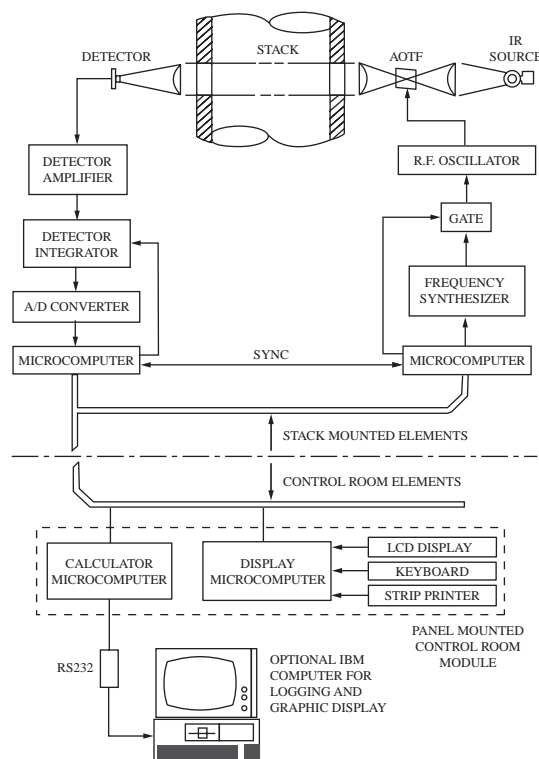 DETECTOR
STACK
AOTF
IR
SOURCE
DETECTOR
AMPLIFIER
R.F. OSCILLATOR
DETECTOR
INTEGRATOR
GATE
A/D CONVERTER
FREQUENCY
SYNTHESIZER
MICROCOMPUTER
SYNC
MICROCOMPUTER
STACK MOUNTED ELEMENTS
CONTROL ROOM ELEMENTS
CALCULATOR
MICROCOMPUTER
DISPLAY
MICROCOMPUTER
LCD DISPLAY
KEYBOARD
STRIP PRINTER
PANEL MOUNTED
CONTROL ROOM
MODULE
RS232
OPTIONAL IBM
COMPUTER FOR
LOGGING AND
GRAPHIC DISPLAY